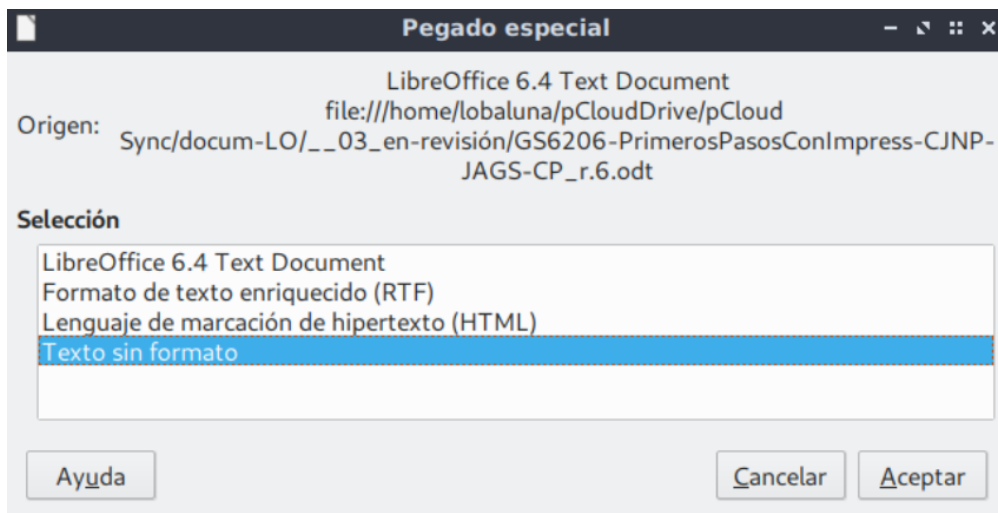 Pegado especial
LibreOffice 6.4 Text Document
file:///home/lobaluna/pCloudDrive/pCloud
Origen:
Sync/docum-LO/__03_en-revisión/GS6206-PrimerosPasosConImpress-CJNP-
JAGS-CP_r.6.odt
Selección
LibreOffice 6.4 Text Document
Formato de texto enriquecido (RTF)
Lenguaje de marcación de hipertexto (HTML)
Texto sin formato
Ayuda
Cancelar
Aceptar